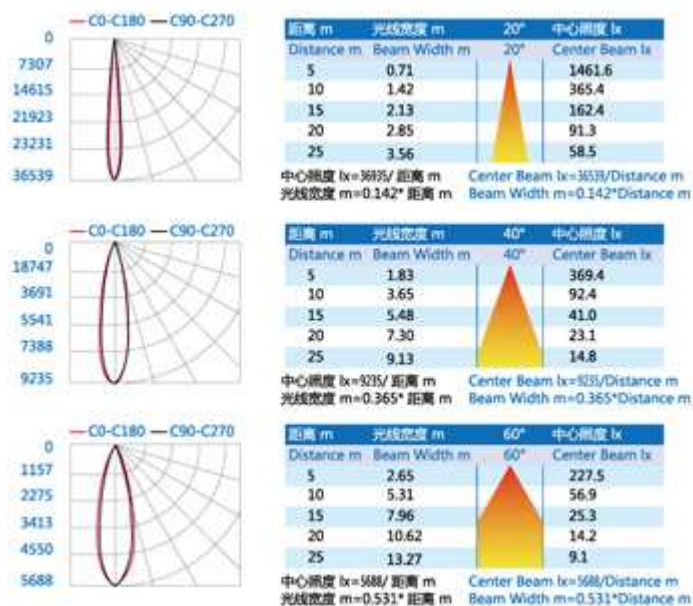 C0-C180 C90-C270
0
7307
14615
21923
23231
36539
距离 m 光线宽度 m 20° 中心照度 lx
Distance m Beam Width m 20° Center Beam lx
5 0.71 1461.6
10 1.42 365.4
15 2.13 162.4
20 2.85 91.3
25 3.56 58.5
中心照度 lx=36935/ 距离 m Center Beam lx=36539/Distance m
光线宽度 m=0.142* 距离 m Beam Width m=0.142*Distance m
C0-C180 C90-C270
0
18747
3691
5541
7388
9235
距离 m 光线宽度 m 40° 中心照度 lx
Distance m Beam Width m 40° Center Beam lx
5 1.83 369.4
10 3.65 92.4
15 5.48 41.0
20 7.30 23.1
25 9.13 14.8
中心照度 lx=9235/ 距离 m Center Beam lx=9235/Distance m
光线宽度 m=0.365* 距离 m Beam Width m=0.365*Distance m
C0-C180 C90-C270
0
1157
2275
3413
4550
5688
距离 m 光线宽度 m 60° 中心照度 lx
Distance m Beam Width m 60° Center Beam lx
5 2.65 227.5
10 5.31 56.9
15 7.96 25.3
20 10.62 14.2
25 13.27 9.1
中心照度 lx=5688/ 距离 m Center Beam lx=5688/Distance m
光线宽度 m=0.531* 距离 m Beam Width m=0.531*Distance m